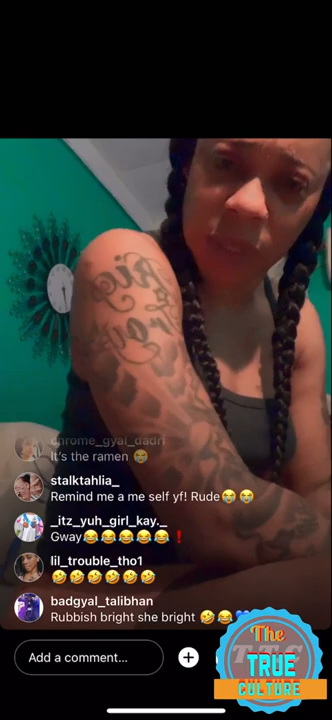 chrome_gyal_dadri
It's the ramen 😭
stalktahlia_
Remind me a me self yf! Rude😭😭
_itz_yuh_girl_kay._
Gway😂😂😂😂😂❗
lil_trouble_tho1
🤣🤣🤣🤣🤣🤣
badgyal_talibhan
Rubbish bright she bright 🤣😂💙
Add a comment...
The
TRUE
CULTURE